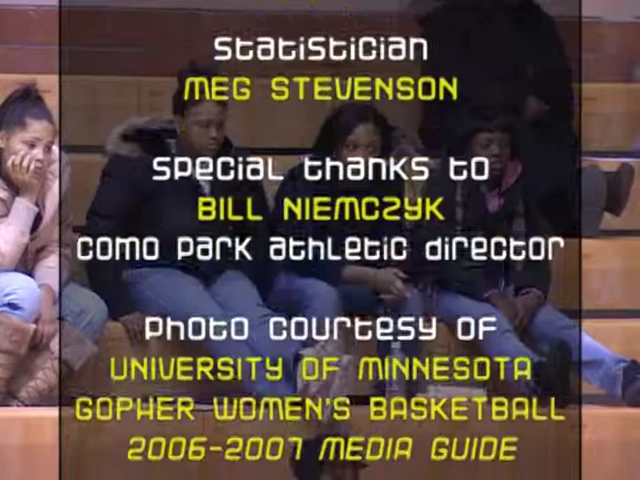 statistician
MEG STEVENSON
special thanks to
BILL NIEMCZYK
como park athletic director
photo courtesy of
UNIVERSITY OF MINNESOTA
GOPHER WOMEN'S BASKETBALL
2006-2007 MEDIA GUIDE